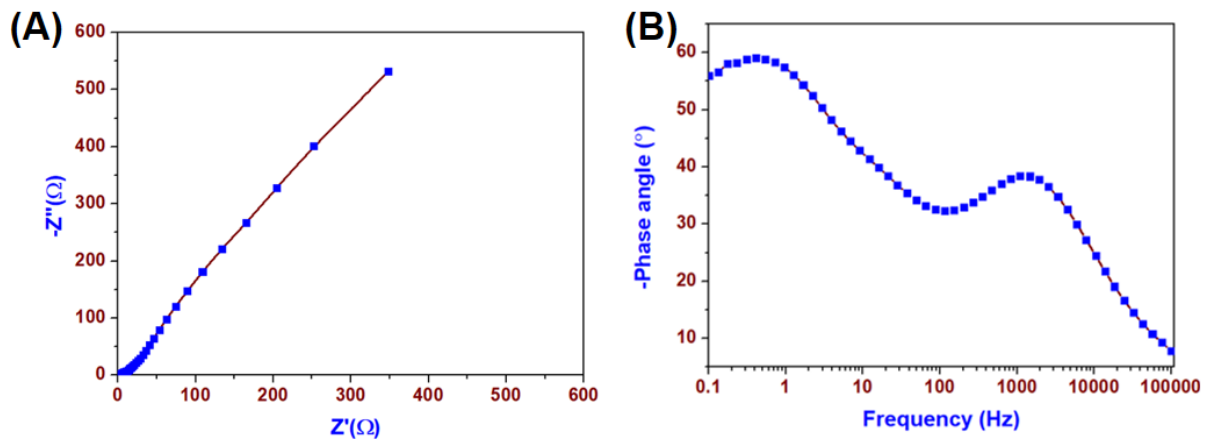 (A)
600
500
400
300
200
100
0
-Z"(Ω)
0 100 200 300 400 500 600
Z'(Ω)
(B)
60
50
40
30
20
10
-Phase angle (°)
0.1 1 10 100 1000 10000 100000
Frequency (Hz)